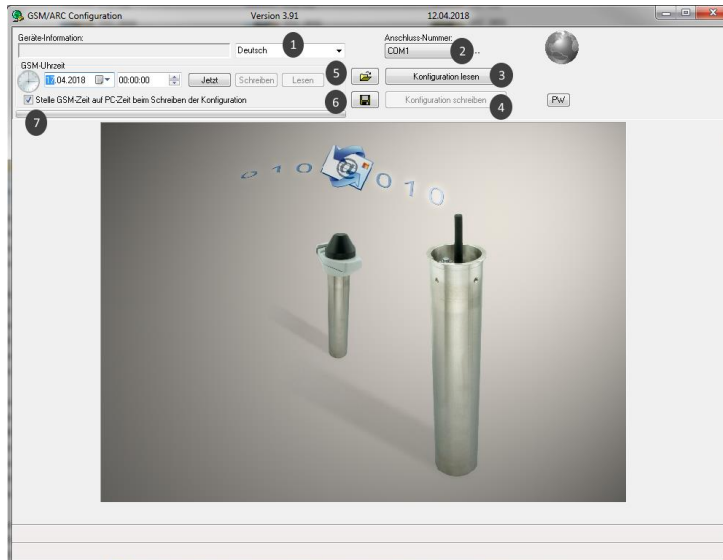 GSM/ARC Configuration Version 3.91 12.04.2018
Geräte-Information: Anschluss-Nummer:
Deutsch 1 COM1 2 ...
GSM-Uhrzeit
12.04.2018 00:00:00 Jetzt Schreiben Lesen 5 Konfiguration lesen 3
Stelle GSM-Zeit auf PC-Zeit beim Schreiben der Konfiguration 6 Konfiguration schreiben 4 PW
7
0 1 0 @ 0 1 0